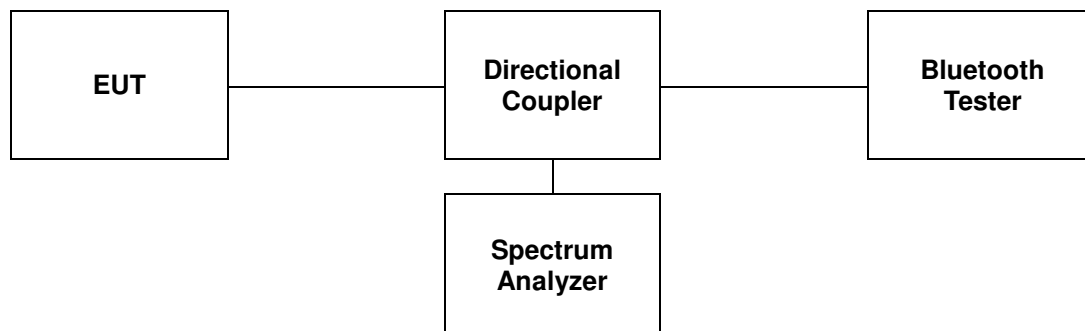 EUT
Directional
Coupler
Bluetooth
Tester
Spectrum
Analyzer